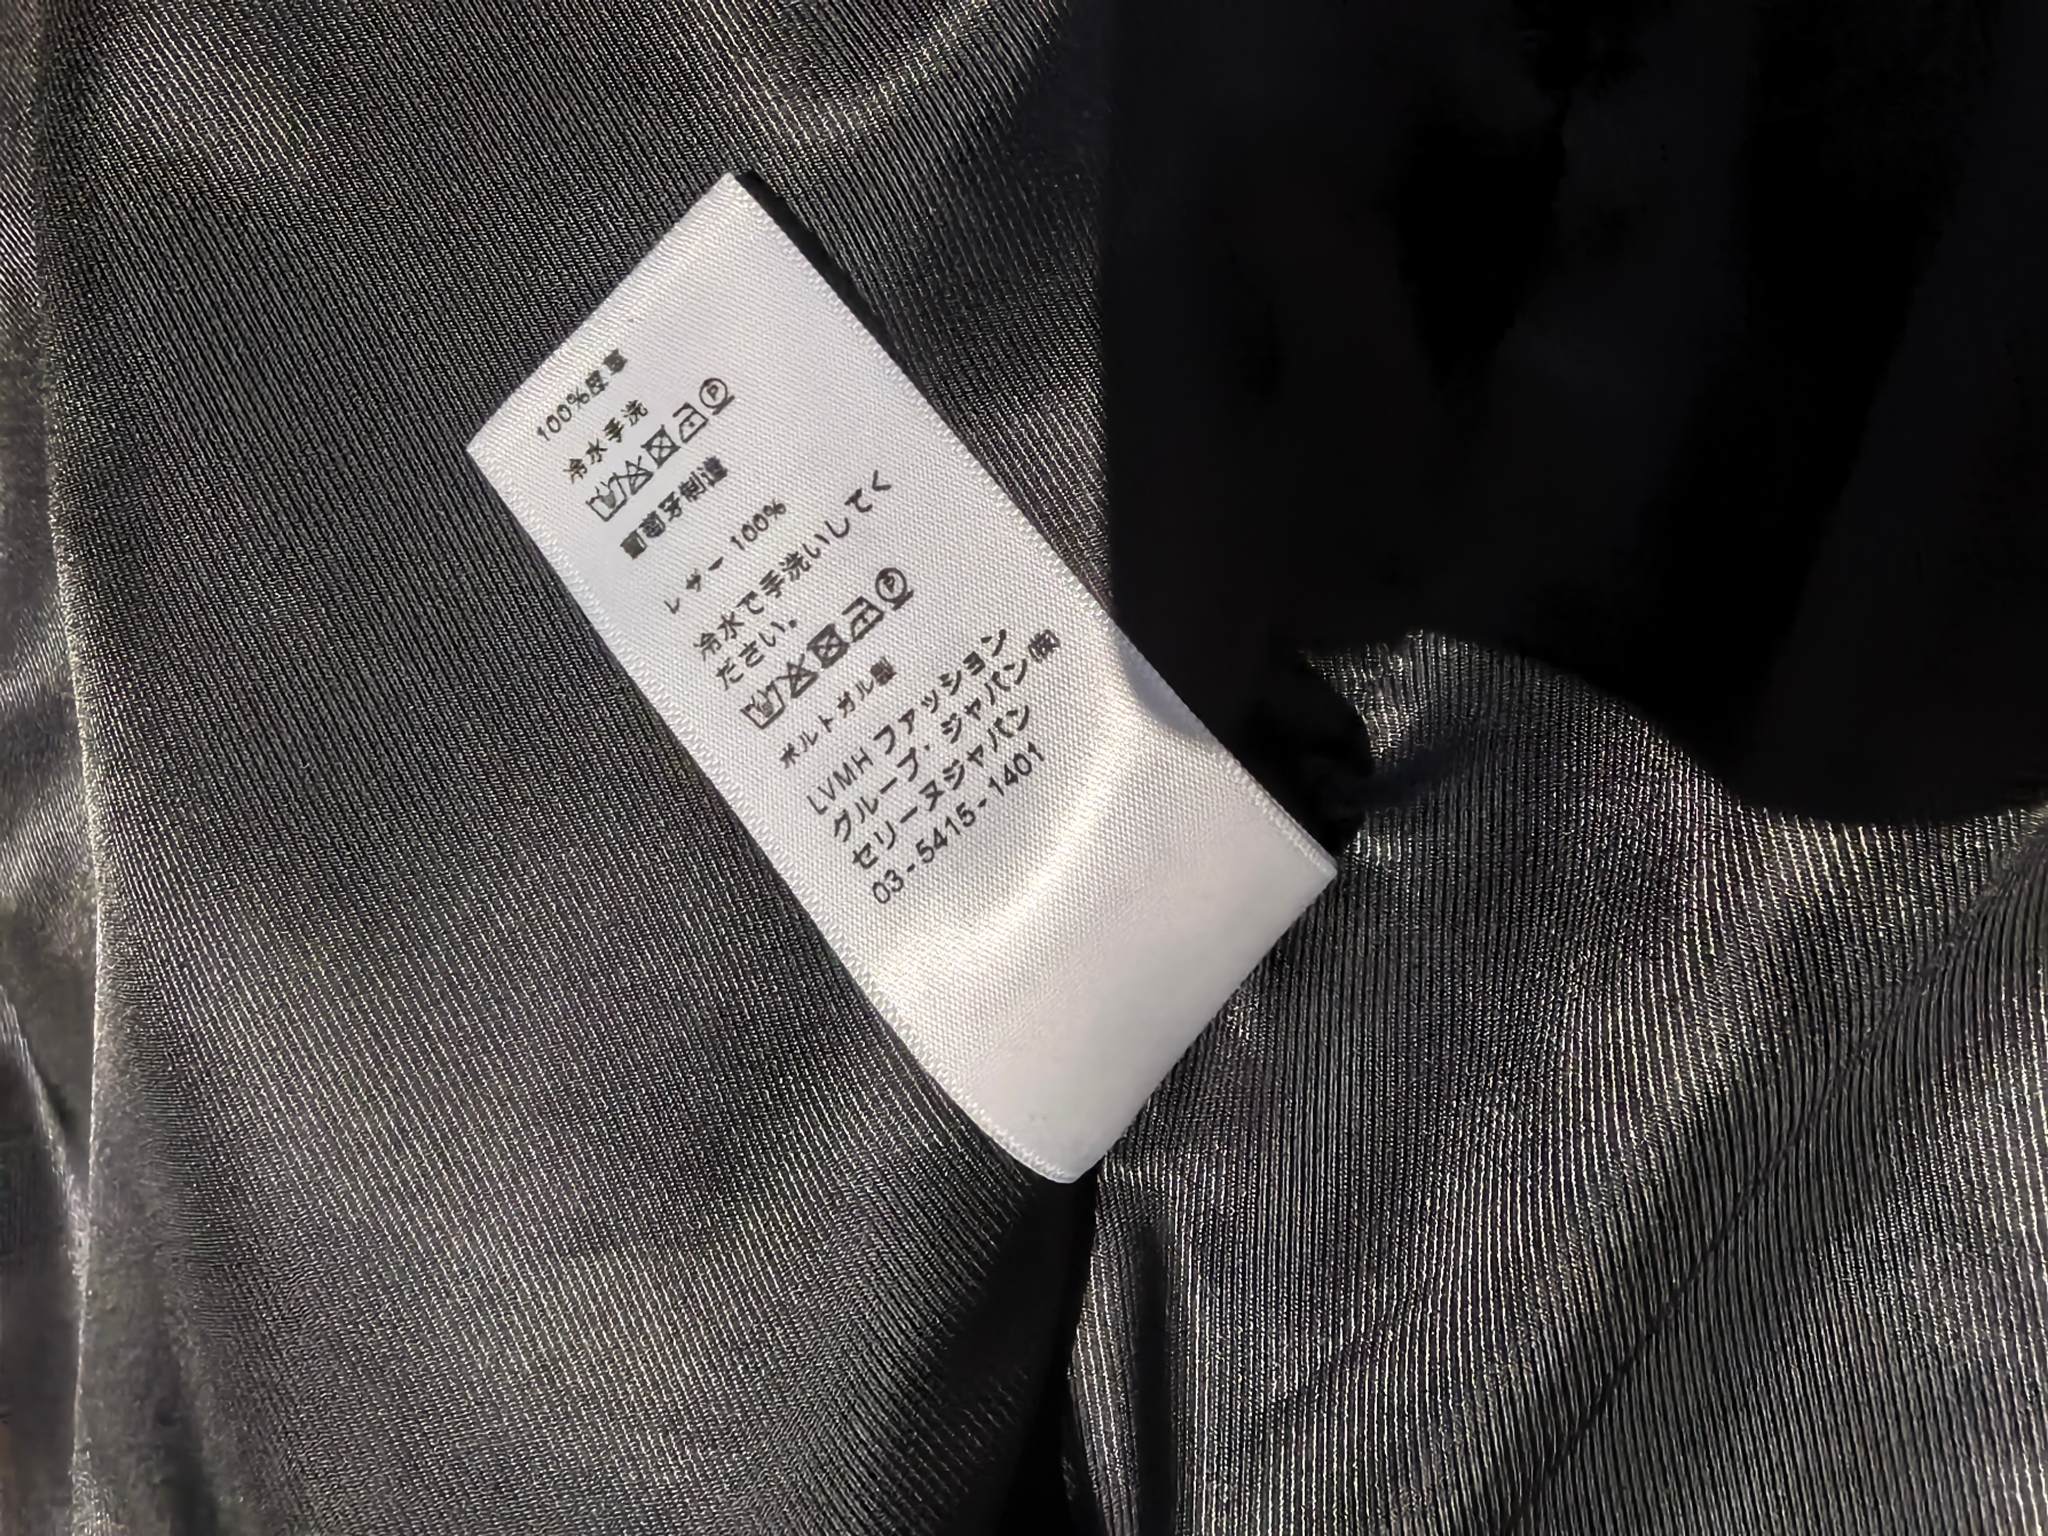 100%皮革
冷水手洗
葡萄牙制造
レザー 100%
冷水で手洗いしてく
ださい。
ポルトガル製
LVMH ファッション
グループ・ジャパン㈱
セリーヌジャパン
03-5415-1401